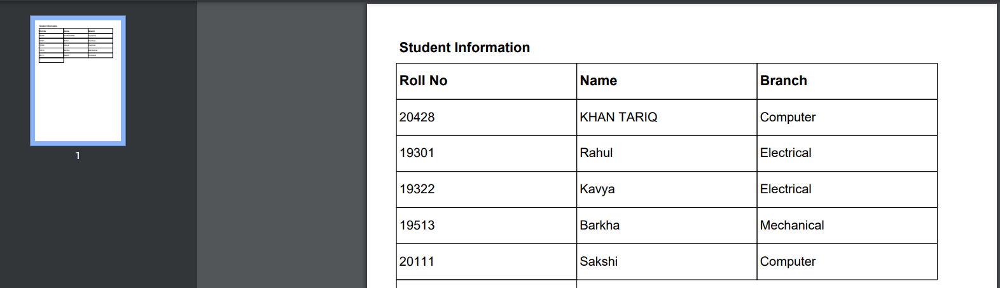 1
Student Information
Roll No Name Branch
20428 KHAN TARIQ Computer
19301 Rahul Electrical
19322 Kavya Electrical
19513 Barkha Mechanical
20111 Sakshi Computer